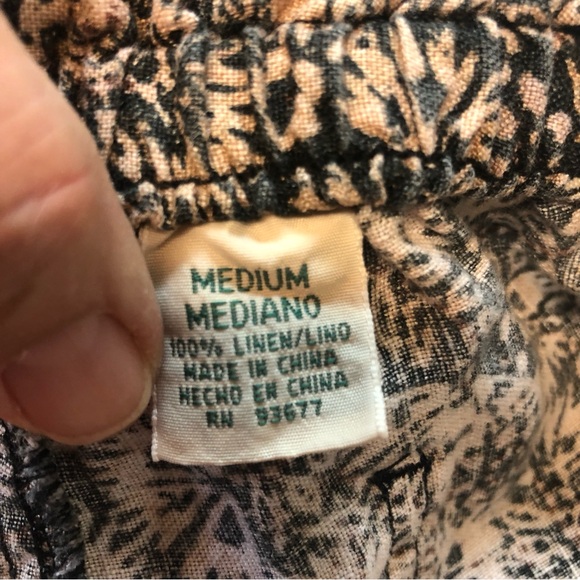 MEDIUM
MEDIANO
100% LINEN/LINO
MADE IN CHINA
HECHO EN CHINA
RN 93677